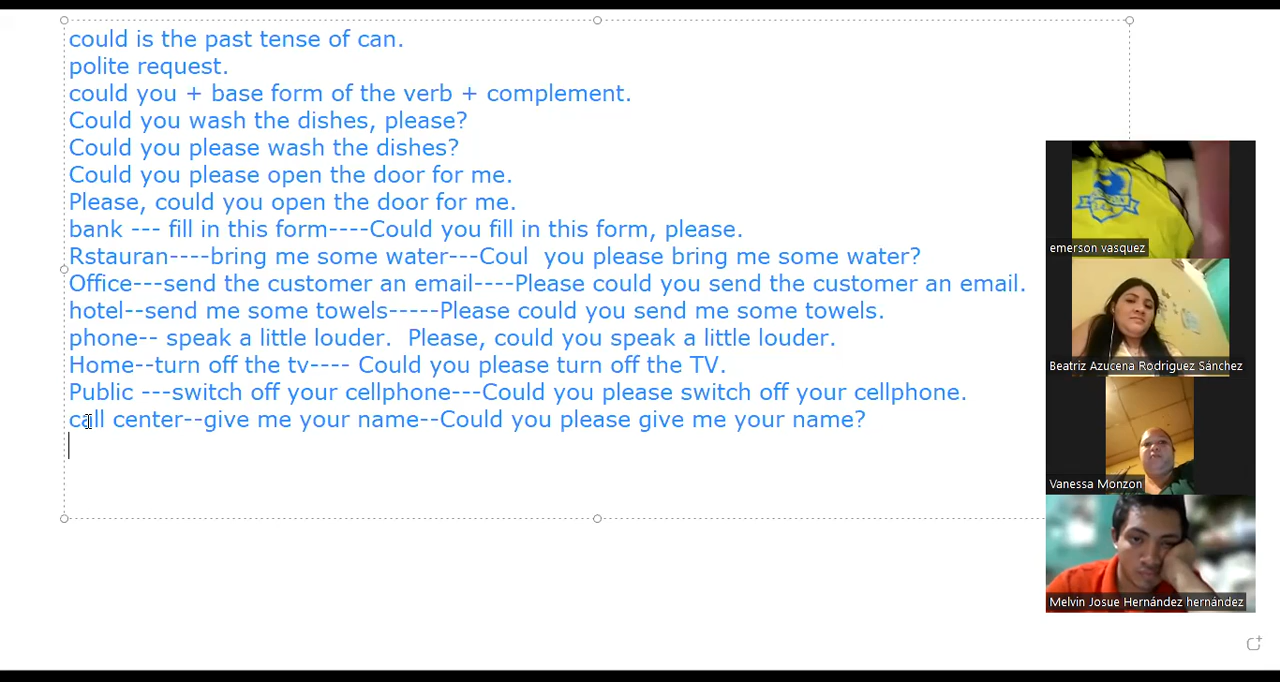 could is the past tense of can.
polite request.
could you + base form of the verb + complement.
Could you wash the dishes, please?
Could you please wash the dishes?
Could you please open the door for me.
Please, could you open the door for me.
bank --- fill in this form----Could you fill in this form, please.
Rstauran----bring me some water---Coul  you please bring me some water?
Office---send the customer an email----Please could you send the customer an email.
hotel--send me some towels-----Please could you send me some towels.
phone-- speak a little louder.  Please, could you speak a little louder.
Home--turn off the tv---- Could you please turn off the TV.
Public ---switch off your cellphone---Could you please switch off your cellphone.
call center--give me your name--Could you please give me your name?
emerson vasquez
Beatriz Azucena Rodriguez Sánchez
Vanessa Monzon
Melvin Josue Hernández hernández